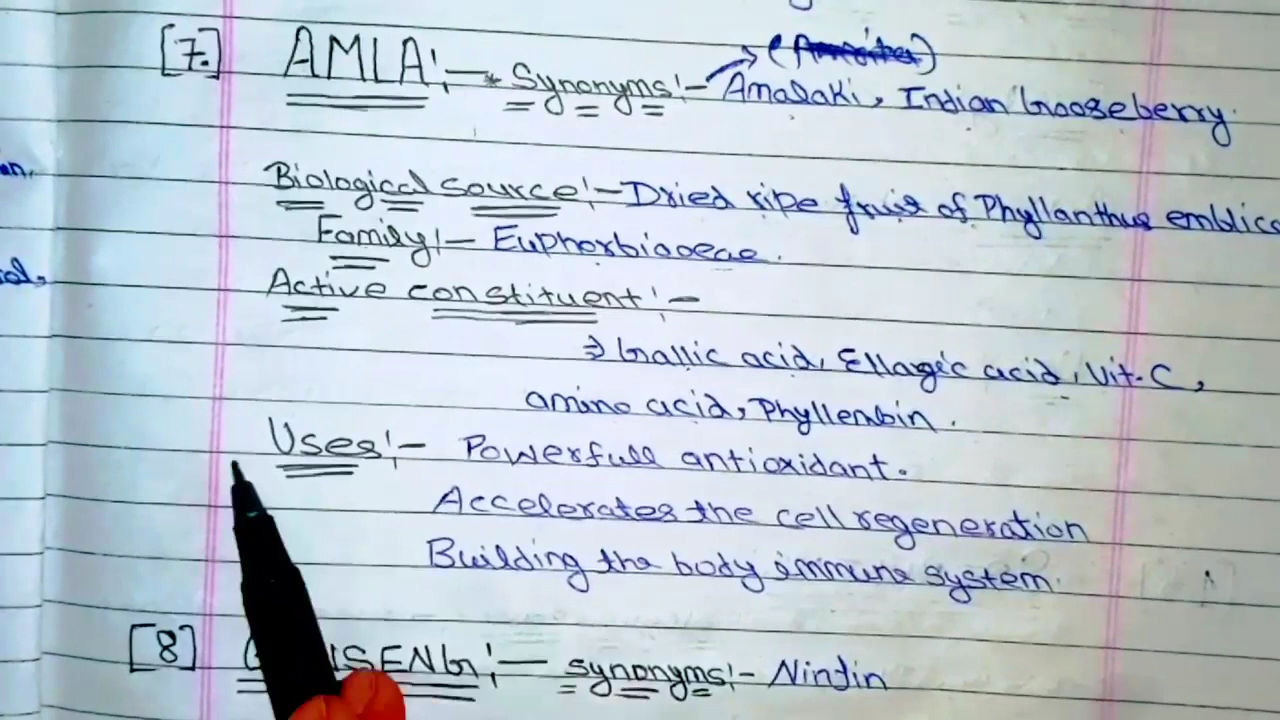 [7.] AMLA:- * Synonyms:- Amalaki, Indian Gooseberry.
an.
Biological source:- Dried ripe fruit of Phyllanthus emblica
Family:- Euphorbiaceae.
Active constituent:-
⇒ Gallic acid, Ellagic acid, Vit-C,
amino acid, Phyllembin.
Uses:- Powerfull antioxidant.
Accelerates the cell regeneration
Building the body immune system.
[8] synonyms:- Ninjin